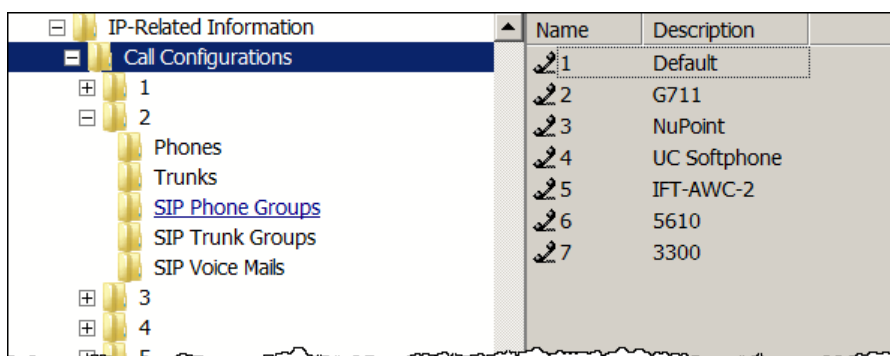 IP-Related Information
Call Configurations
1
2
Phones
Trunks
SIP Phone Groups
SIP Trunk Groups
SIP Voice Mails
3
4
5
Name Description
1 Default
2 G711
3 NuPoint
4 UC Softphone
5 IFT-AWC-2
6 5610
7 3300